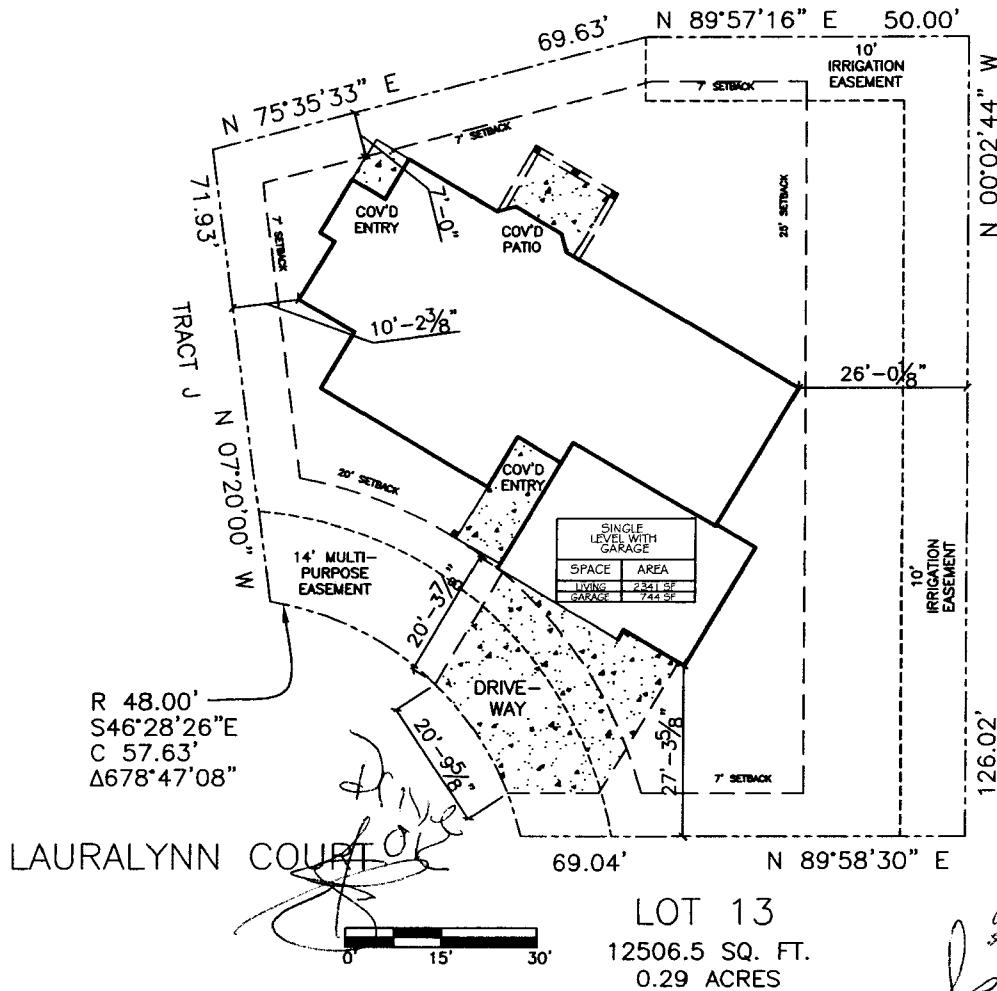 N 89°57'16" E 50.00'
69.63'
N 75°35'33" E
10'
IRRIGATION
EASEMENT
7' SETBACK
7' SETBACK
N 00°02'44" W
71.93'
COV'D
ENTRY
7'-0"
COV'D
PATIO
25' SETBACK
7' SETBACK
10'-2 3/8"
TRACT J
26'-0 1/8"
N 07°20'00" W
20' SETBACK
COV'D
ENTRY
SINGLE
LEVEL WITH
GARAGE
SPACE AREA
LIVING 2341 SF
GARAGE 744 SF
14' MULTI-
PURPOSE
EASEMENT
10'
IRRIGATION
EASEMENT
20'-3 7/8"
DRIVE-
WAY
R 48.00'
S46°28'26"E
C 57.63'
Δ678°47'08"
20'-9 5/8"
27'-3 5/8"
7' SETBACK
126.02'
LAURALYNN COURT
69.04'
N 89°58'30" E
LOT 13
12506.5 SQ. FT.
0.29 ACRES
0 15' 30'